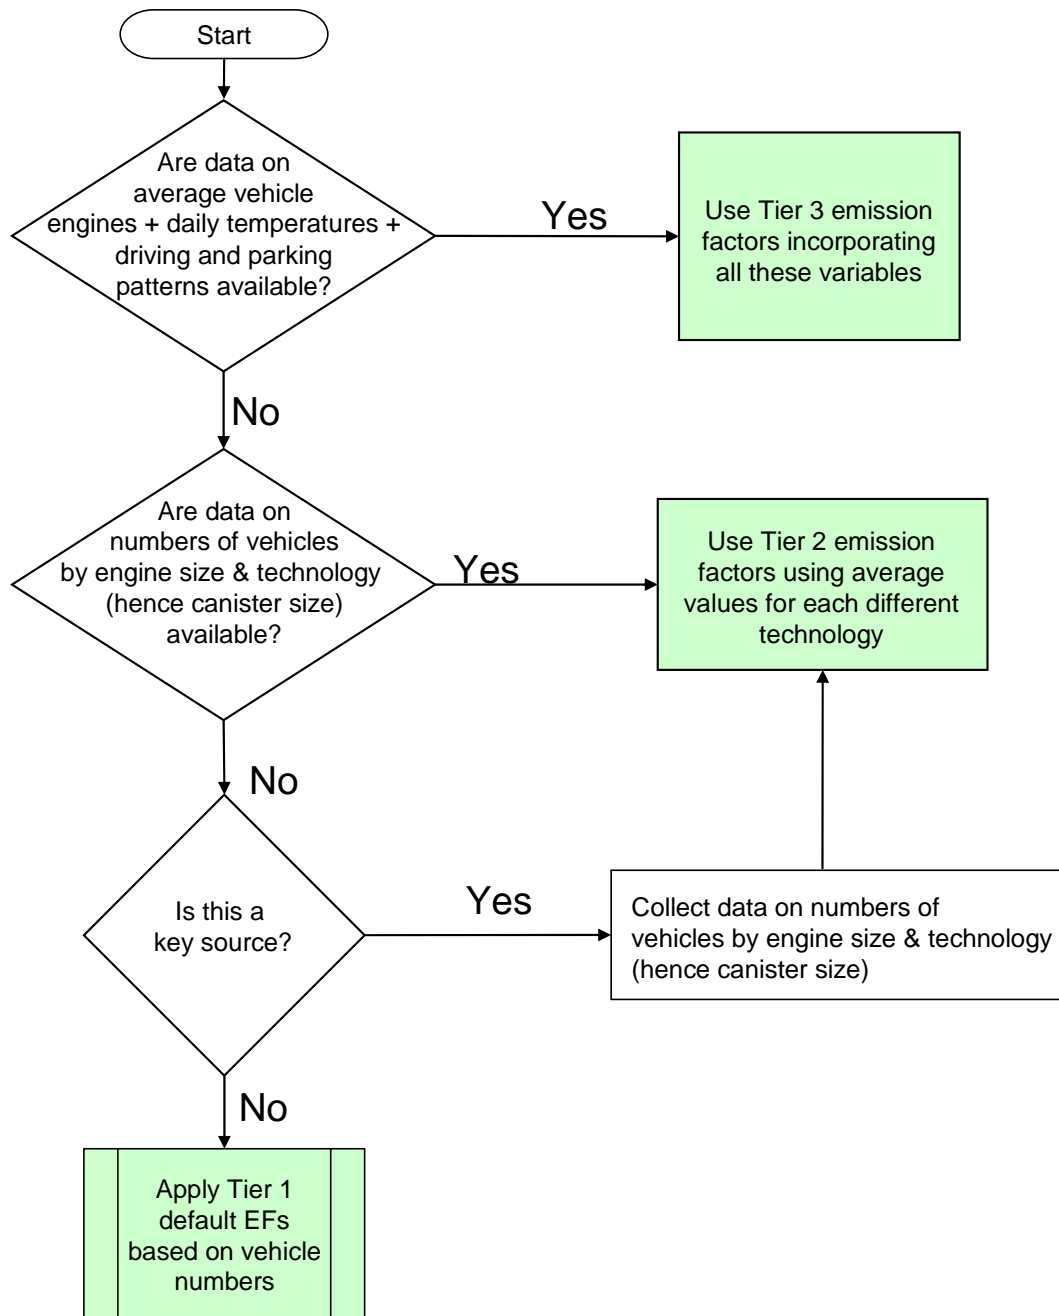 Start
Are data on
average vehicle
engines + daily temperatures +
driving and parking
patterns available?
Yes
Use Tier 3 emission
factors incorporating
all these variables
No
Are data on
numbers of vehicles
by engine size & technology
(hence canister size)
available?
Yes
Use Tier 2 emission
factors using average
values for each different
technology
No
Is this a
key source?
Yes
Collect data on numbers of
vehicles by engine size & technology
(hence canister size)
No
Apply Tier 1
default EFs
based on vehicle
numbers